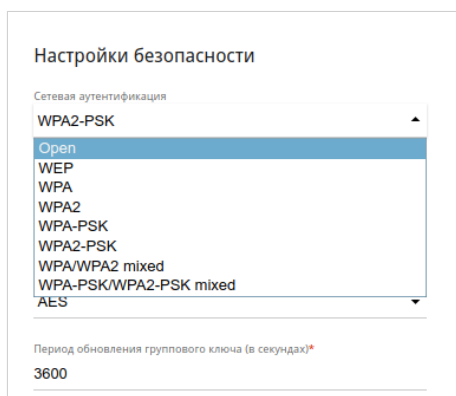 Настройки безопасности
Сетевая аутентификация
WPA2-PSK
Open
WEP
WPA
WPA2
WPA-PSK
WPA2-PSK
WPA/WPA2 mixed
WPA-PSK/WPA2-PSK mixed
AES
Период обновления группового ключа (в секундах)*
3600